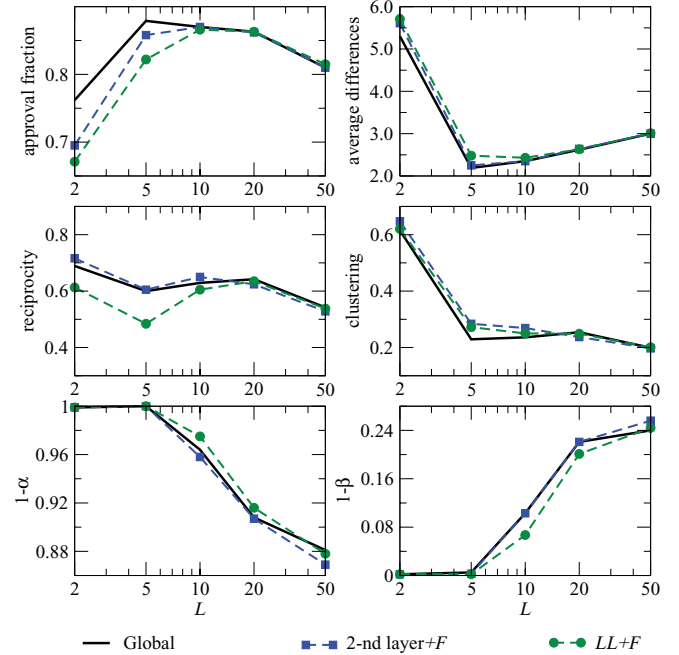 approval fraction
0.8
0.7
2 5 10 20 50
average differences
6.0
5.0
4.0
3.0
2.0
2 5 10 20 50
reciprocity
0.8
0.6
0.4
2 5 10 20 50
clustering
0.6
0.4
0.2
2 5 10 20 50
1-α
1
0.96
0.92
0.88
2 5 10 20 50
L
1-β
0.24
0.16
0.08
0
2 5 10 20 50
L
Global 2-nd layer+F LL+F